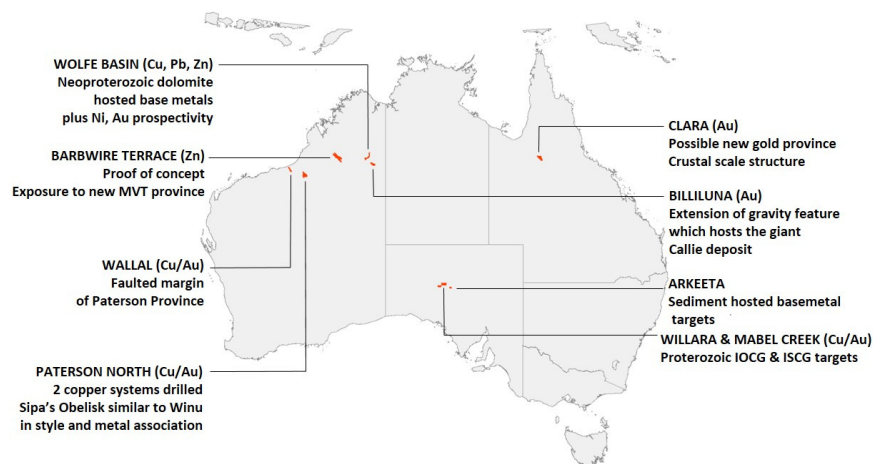 WOLFE BASIN (Cu, Pb, Zn)
Neoproterozoic dolomite
hosted base metals
plus Ni, Au prospectivity
BARBWIRE TERRACE (Zn)
Proof of concept
Exposure to new MVT province
WALLAL (Cu/Au)
Faulted margin
of Paterson Province
PATERSON NORTH (Cu/Au)
2 copper systems drilled
Sipa's Obelisk similar to Winu
in style and metal association
CLARA (Au)
Possible new gold province
Crustal scale structure
BILLILUNA (Au)
Extension of gravity feature
which hosts the giant
Callie deposit
ARKEETA
Sediment hosted basemetal
targets
WILLARA & MABEL CREEK (Cu/Au)
Proterozoic IOCG & ISCG targets